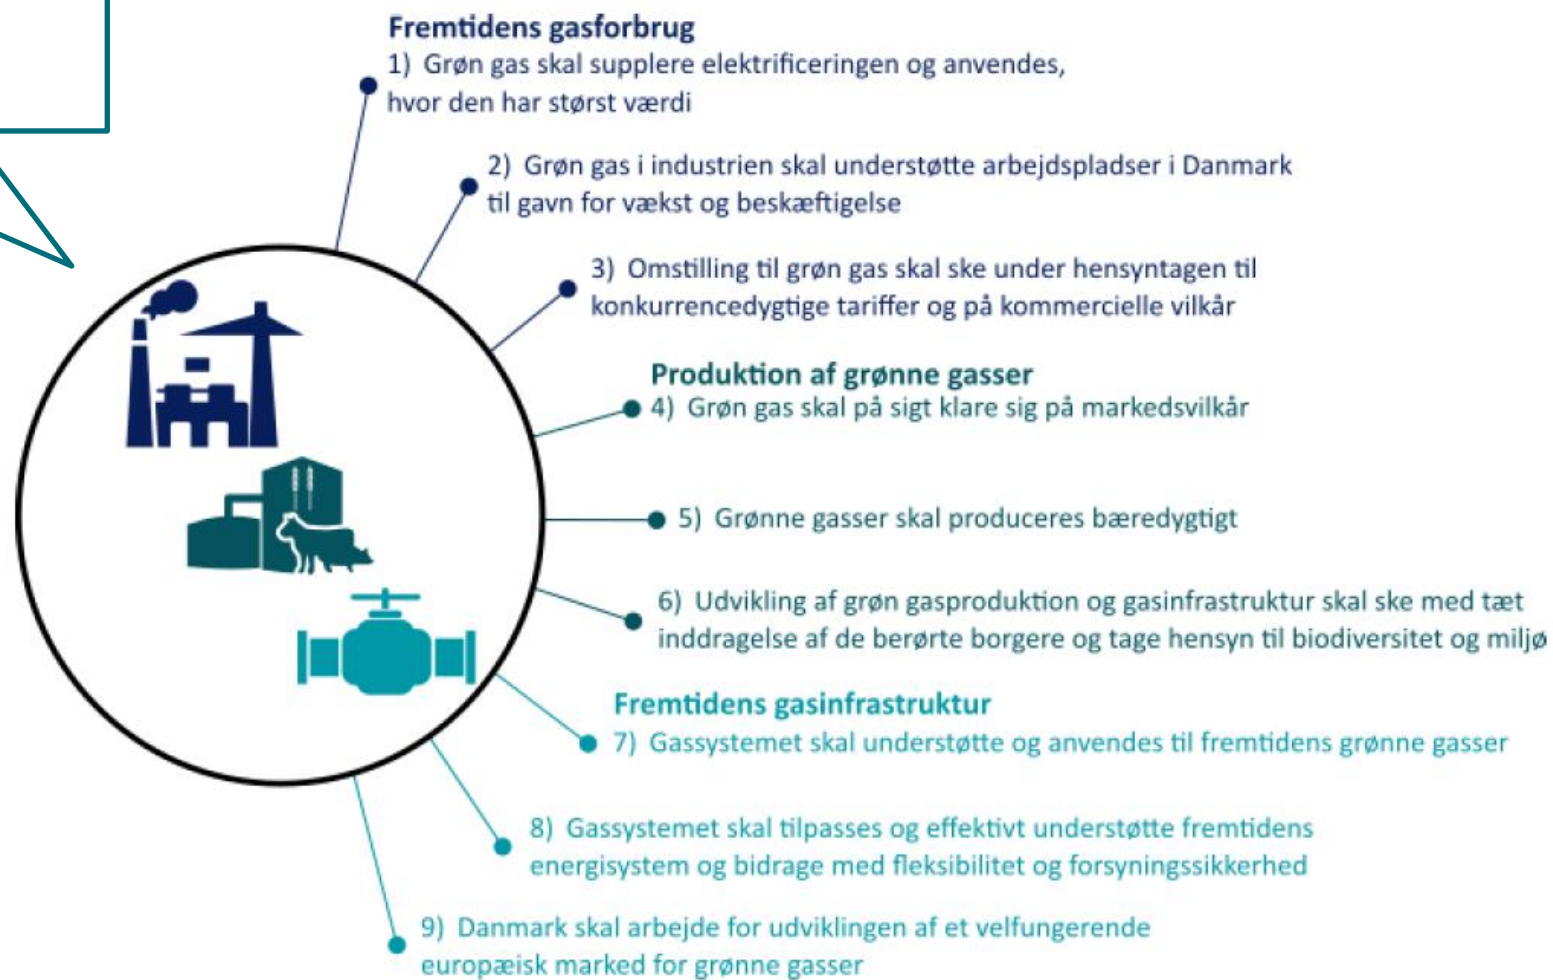 Fremtidens gasforbrug
1) Grøn gas skal supplere elektrificeringen og anvendes,
hvor den har størst værdi
2) Grøn gas i industrien skal understøtte arbejdspladser i Danmark
til gavn for vækst og beskæftigelse
3) Omstilling til grøn gas skal ske under hensyntagen til
konkurrencedygtige tariffer og på kommercielle vilkår
Produktion af grønne gasser
4) Grøn gas skal på sigt klare sig på markedsvilkår
5) Grønne gasser skal produceres bæredygtigt
6) Udvikling af grøn gasproduktion og gasinfrastruktur skal ske med tæt
inddragelse af de berørte borgere og tage hensyn til biodiversitet og miljø
Fremtidens gasinfrastruktur
7) Gassystemet skal understøtte og anvendes til fremtidens grønne gasser
8) Gassystemet skal tilpasses og effektivt understøtte fremtidens
energisystem og bidrage med fleksibilitet og forsyningssikkerhed
9) Danmark skal arbejde for udviklingen af et velfungerende
europæisk marked for grønne gasser